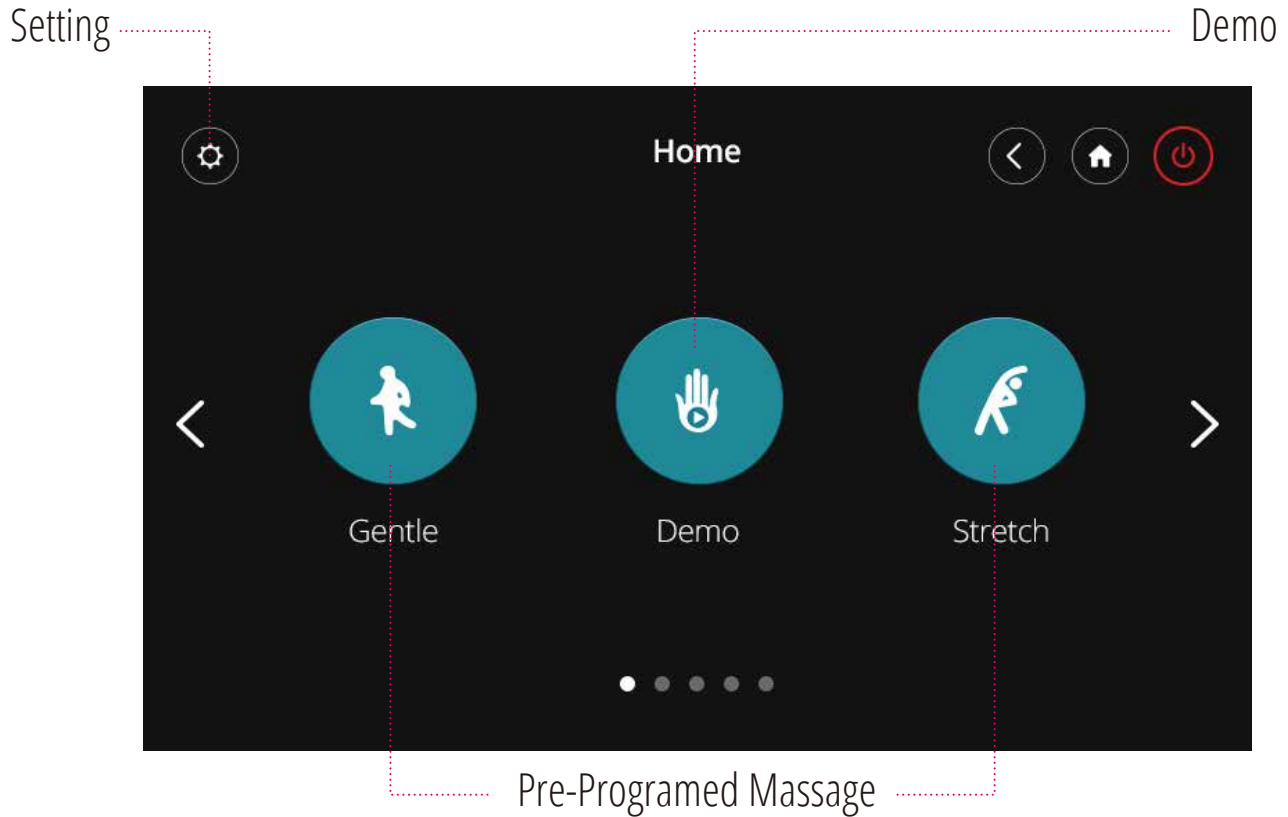 Setting
Demo
Home
Gentle
Demo
Stretch
Pre-Programed Massage